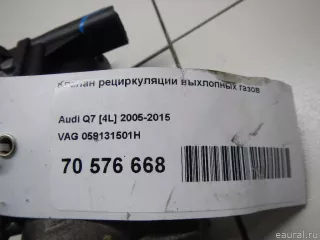 Клапан рециркуляции выхлопных газов
Audi Q7 [4L] 2005-2015
VAG 059131501H
70 576 668
eaural.ru